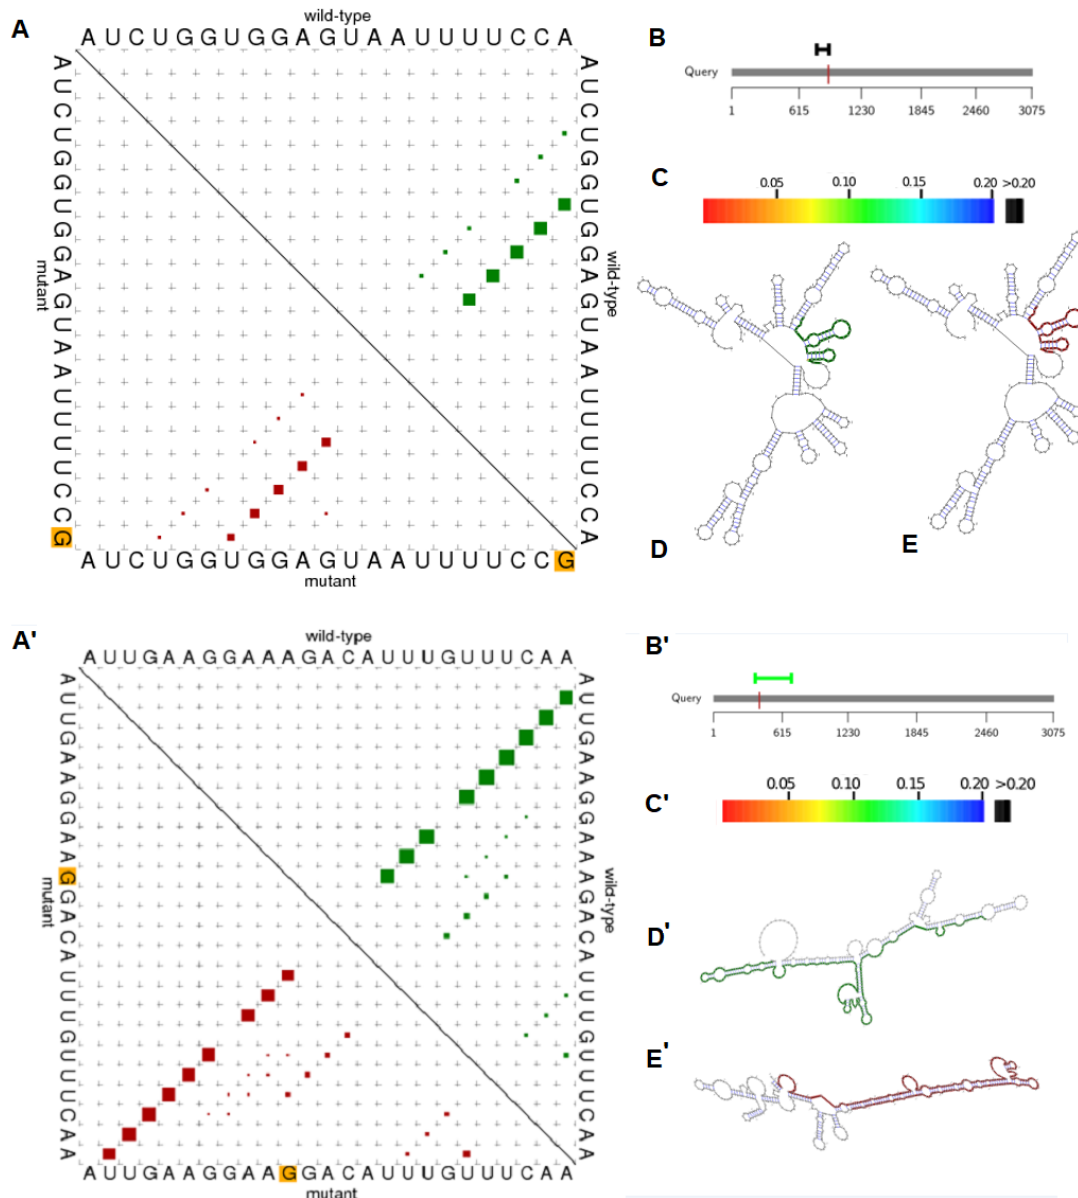 A
wild-type
A U C U G G U G G A G U A A U U U U C C A
A U C U G G U G G A G U A A U U U U C C A
wild-type
A U C U G G U G G A G U A A U U U U C C G
mutant
A U C U G G U G G A G U A A U U U U C C G
mutant
B
Query
1 615 1230 1845 2460 3075
C
0.05 0.10 0.15 0.20 >0.20
D
E
A'
wild-type
A U U G A A G G A A A G A C A U U U G U U U C A A
A U U G A A G G A A A G A C A U U U G U U U C A A
wild-type
A U U G A A G G A A G G A C A U U U G U U U C A A
mutant
A U U G A A G G A A G G A C A U U U G U U U C A A
mutant
B'
Query
1 615 1230 1845 2460 3075
C'
0.05 0.10 0.15 0.20 >0.20
D'
E'